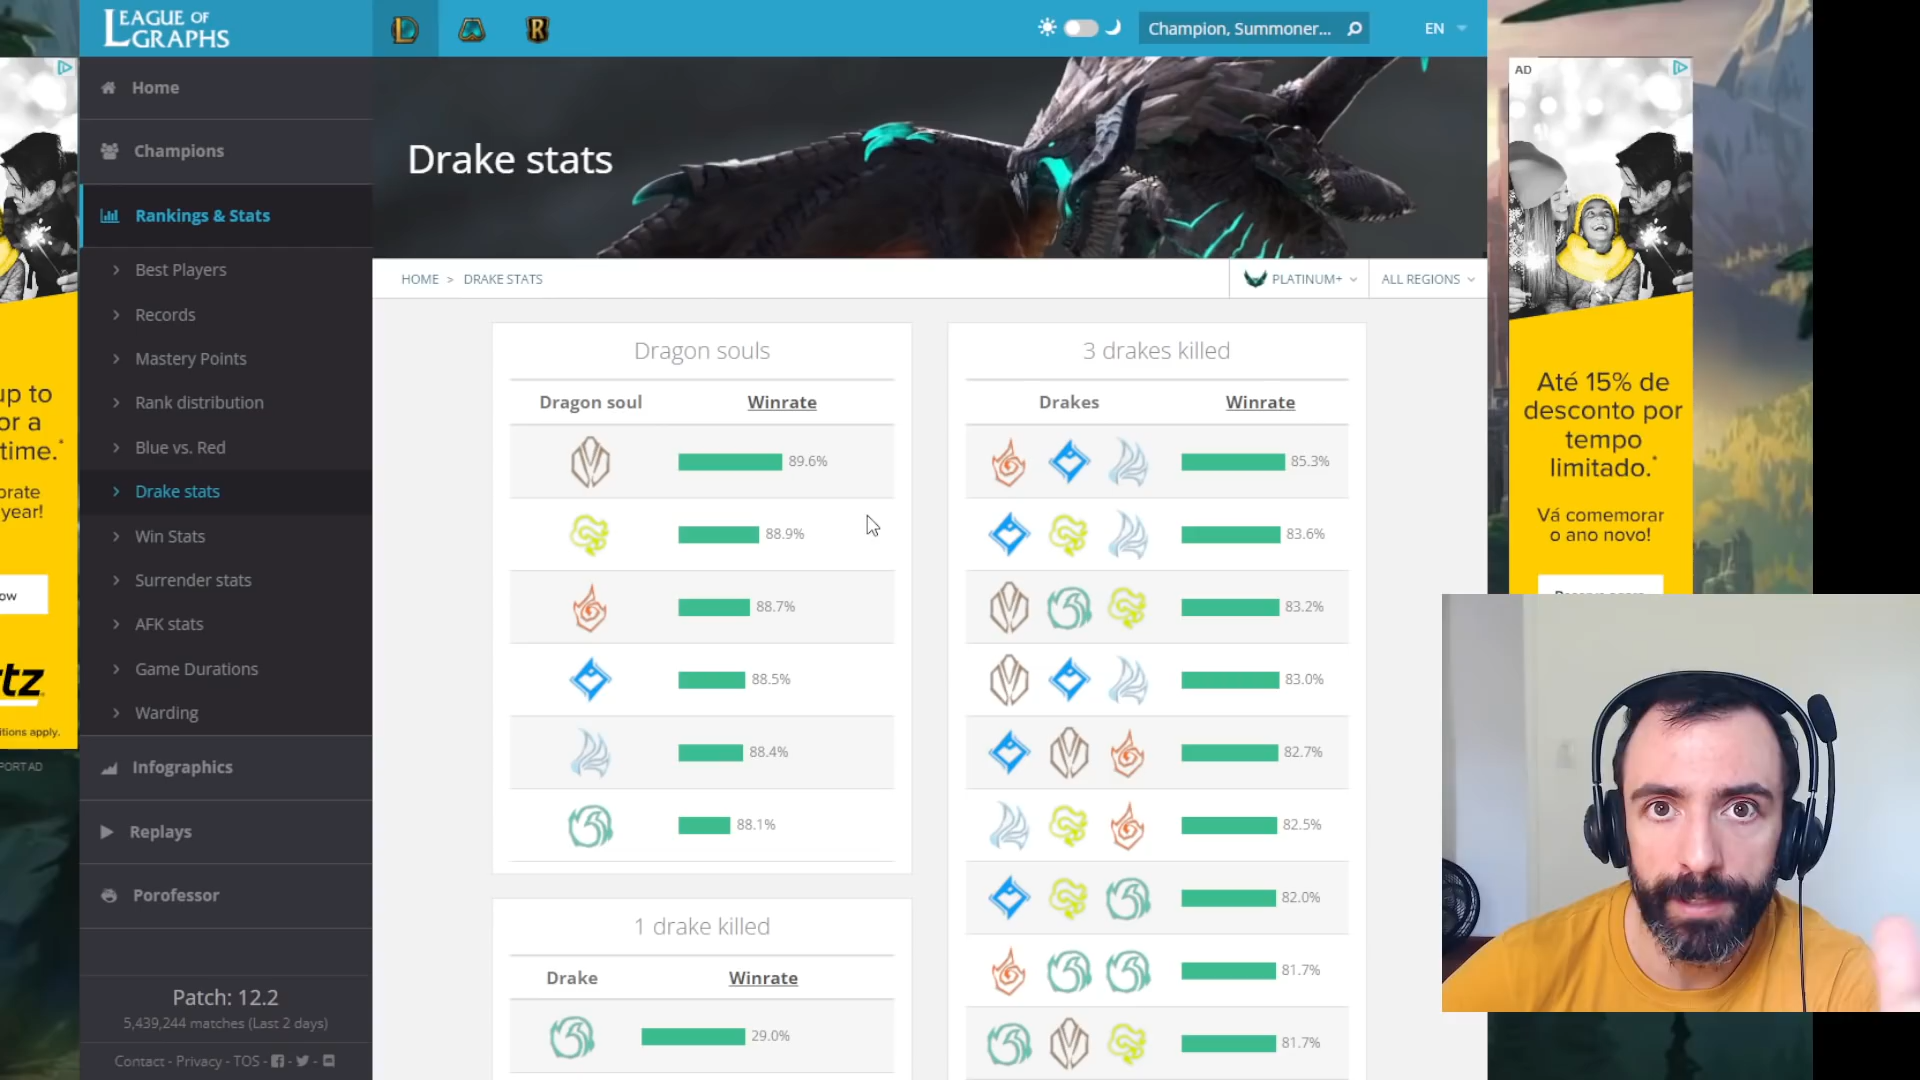 LEAGUE OF
GRAPHS
Champion, Summoner...
EN
Home
Champions
Rankings & Stats
Best Players
Records
Mastery Points
Rank distribution
Blue vs. Red
Drake stats
Win Stats
Surrender stats
AFK stats
Game Durations
Warding
Infographics
Replays
Porofessor
Patch: 12.2
5,439,244 matches (Last 2 days)
Contact - Privacy - TOS -
Drake stats
HOME > DRAKE STATS
PLATINUM+
ALL REGIONS
Dragon souls
Dragon soul Winrate
89.6%
88.9%
88.7%
88.5%
88.4%
88.1%
1 drake killed
Drake Winrate
29.0%
3 drakes killed
Drakes Winrate
85.3%
83.6%
83.2%
83.0%
82.7%
82.5%
82.0%
81.7%
81.7%
up to
or a
time.*
year!
ow
tz
itions apply.
PORT AD
AD
Até 15% de
desconto por
tempo
limitado.*
Vá comemorar
o ano novo!